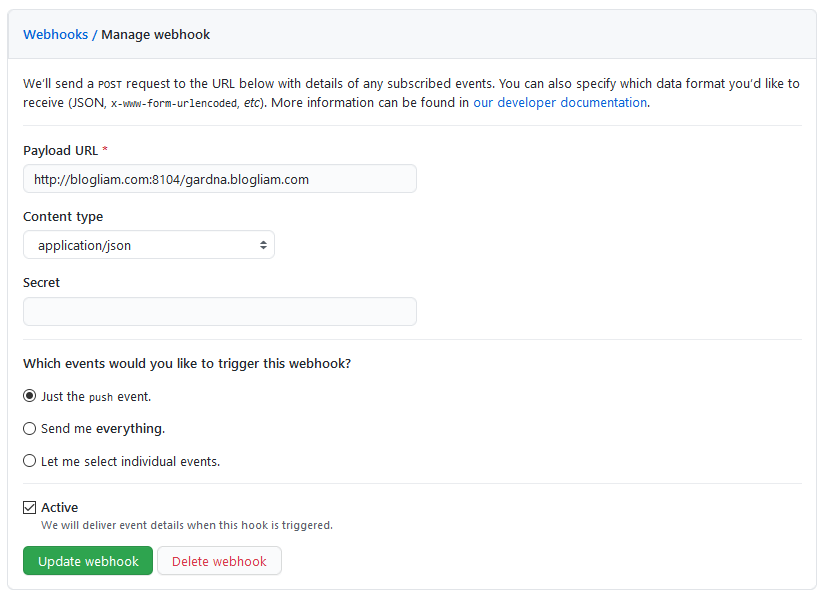 Webhooks / Manage webhook
We’ll send a POST request to the URL below with details of any subscribed events. You can also specify which data format you’d like to
receive (JSON, x-www-form-urlencoded, etc). More information can be found in our developer documentation.
Payload URL *
http://blogliam.com:8104/gardna.blogliam.com
Content type
application/json
Secret
Which events would you like to trigger this webhook?
Just the push event.
Send me everything.
Let me select individual events.
Active
We will deliver event details when this hook is triggered.
Update webhook Delete webhook